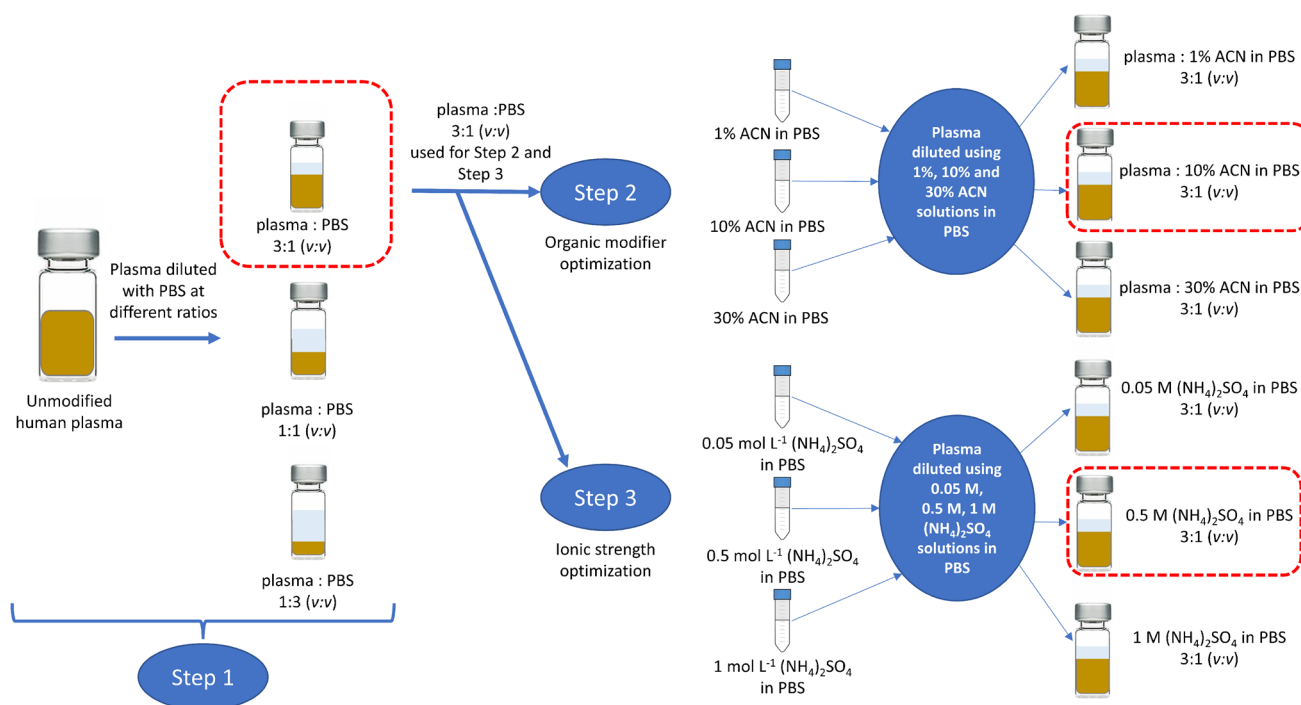 Unmodified
human plasma
Plasma diluted
with PBS at
different ratios
plasma : PBS
3:1 (v:v)
plasma : PBS
1:1 (v:v)
plasma : PBS
1:3 (v:v)
Step 1
plasma :PBS
3:1 (v:v)
used for Step 2 and
Step 3
Step 2
Organic modifier
optimization
Step 3
Ionic strength
optimization
1% ACN in PBS
10% ACN in PBS
30% ACN in PBS
Plasma
diluted using
1%, 10% and
30% ACN
solutions in
PBS
plasma : 1% ACN in PBS
3:1 (v:v)
plasma : 10% ACN in PBS
3:1 (v:v)
plasma : 30% ACN in PBS
3:1 (v:v)
0.05 mol L⁻¹ (NH₄)₂SO₄
in PBS
0.5 mol L⁻¹ (NH₄)₂SO₄
in PBS
1 mol L⁻¹ (NH₄)₂SO₄
in PBS
Plasma
diluted using
0.05 M,
0.5 M, 1 M
(NH₄)₂SO₄
solutions in
PBS
0.05 M (NH₄)₂SO₄ in PBS
3:1 (v:v)
0.5 M (NH₄)₂SO₄ in PBS
3:1 (v:v)
1 M (NH₄)₂SO₄ in PBS
3:1 (v:v)